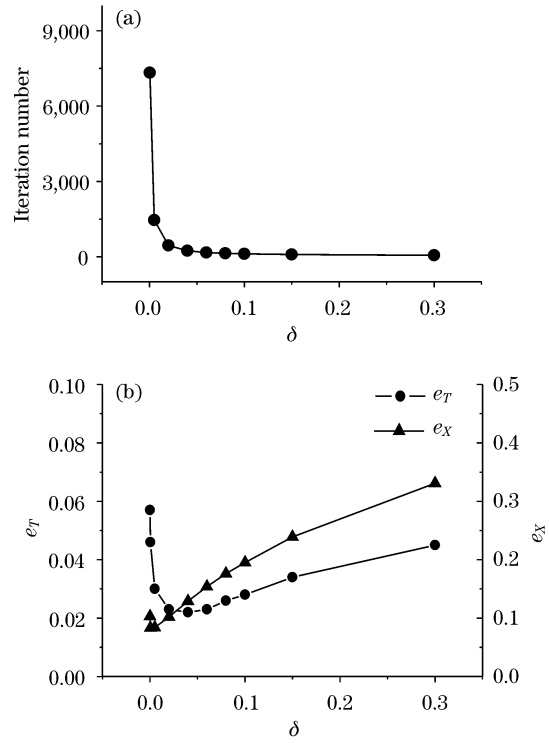 (a)
9,000
6,000
3,000
0
Iteration number
0.0 0.1 0.2 0.3
δ
(b)
0.10
0.08
0.06
0.04
0.02
0.00
e_T
e_T
e_X
0.5
0.4
0.3
0.2
0.1
0.0
e_X
0.0 0.1 0.2 0.3
δ